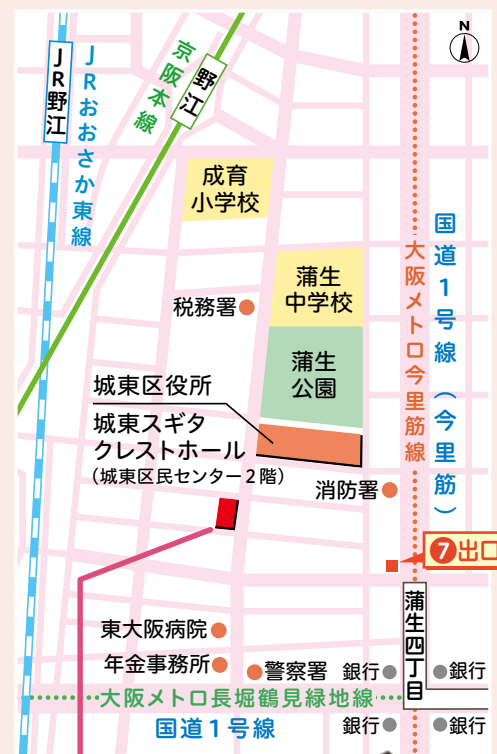 N
JR野江
JRおおさか東線
京阪本線
野江
成育
小学校
国道1号線(今里筋)
大阪メトロ今里筋線
蒲生
中学校
税務署
蒲生
公園
城東区役所
城東スギタ
クレストホール
(城東区民センター2階)
消防署
7出口
蒲生四丁目
東大阪病院
年金事務所
警察署
銀行
銀行
大阪メトロ長堀鶴見緑地線
国道1号線
銀行
銀行